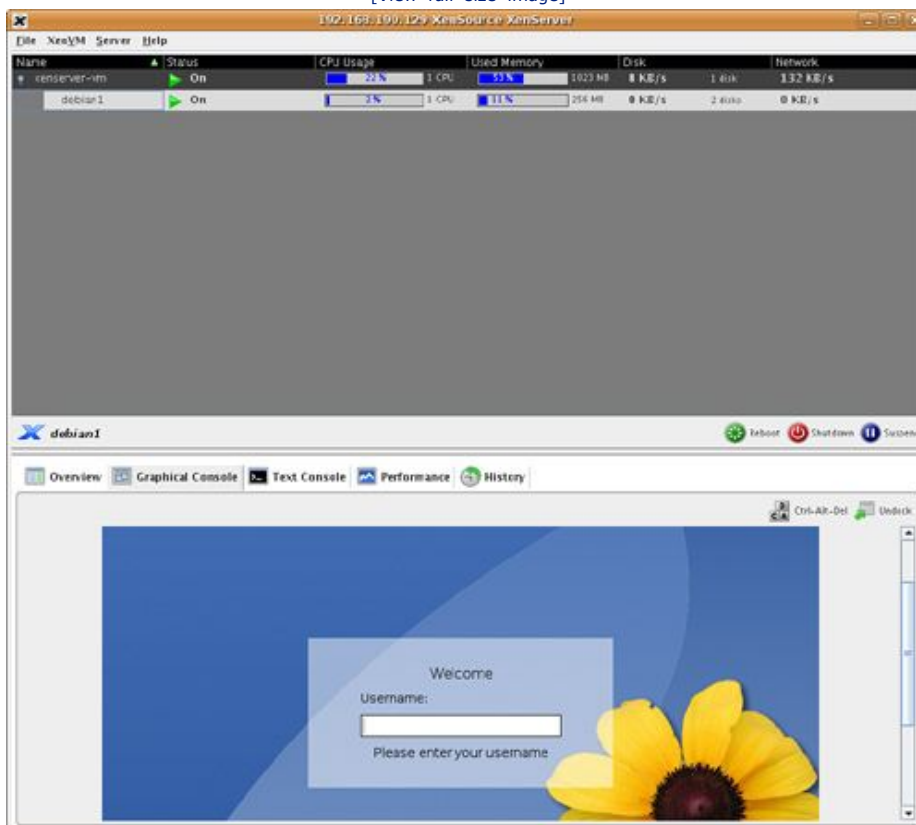 [View full size image]
192.168.190.129 XenSource XenServer
File XenVM Server Help
Name Status CPU Usage Used Memory Disk Network
xenserver-vm On 22% 1 CPU 53% 1023 MB 8 KB/s 1 disk 132 KB/s
debian1 On 1 CPU 11% 256 MB 0 KB/s 2 disks 0 KB/s
debian1 Reboot Shutdown Suspen
Overview Graphical Console Text Console Performance History
Ctrl-Alt-Del Undock
Welcome
Username:
Please enter your username